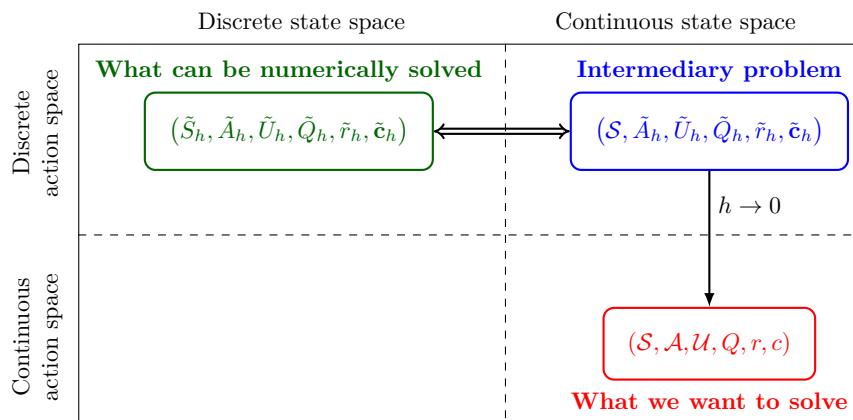 Discrete state space
Continuous state space
Discrete
action space
What can be numerically solved
Intermediary problem
(S̃_h, Ã_h, Ũ_h, Q̃_h, r̃_h, c̃_h)
(𝒮, Ã_h, Ũ_h, Q̃_h, r̃_h, c̃_h)
h → 0
Continuous
action space
(𝒮, 𝒜, 𝒰, Q, r, c)
What we want to solve